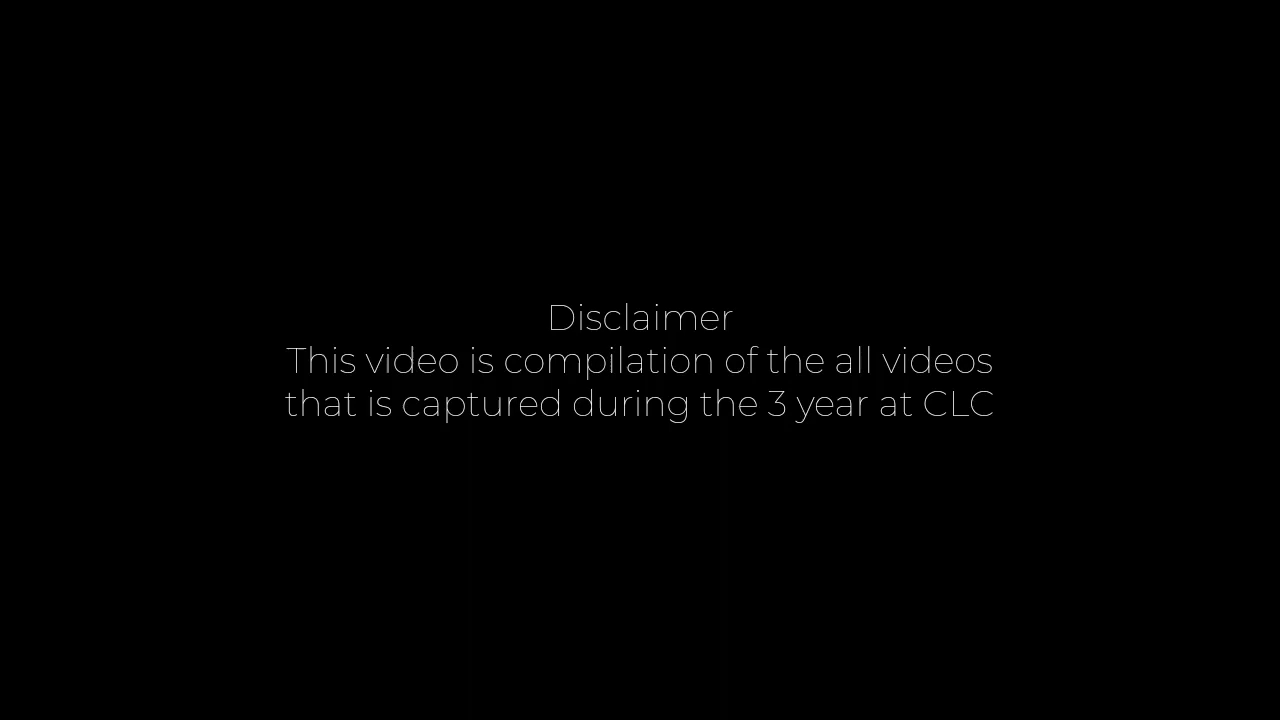 Disclaimer
This video is compilation of the all videos
that is captured during the 3 year at CLC